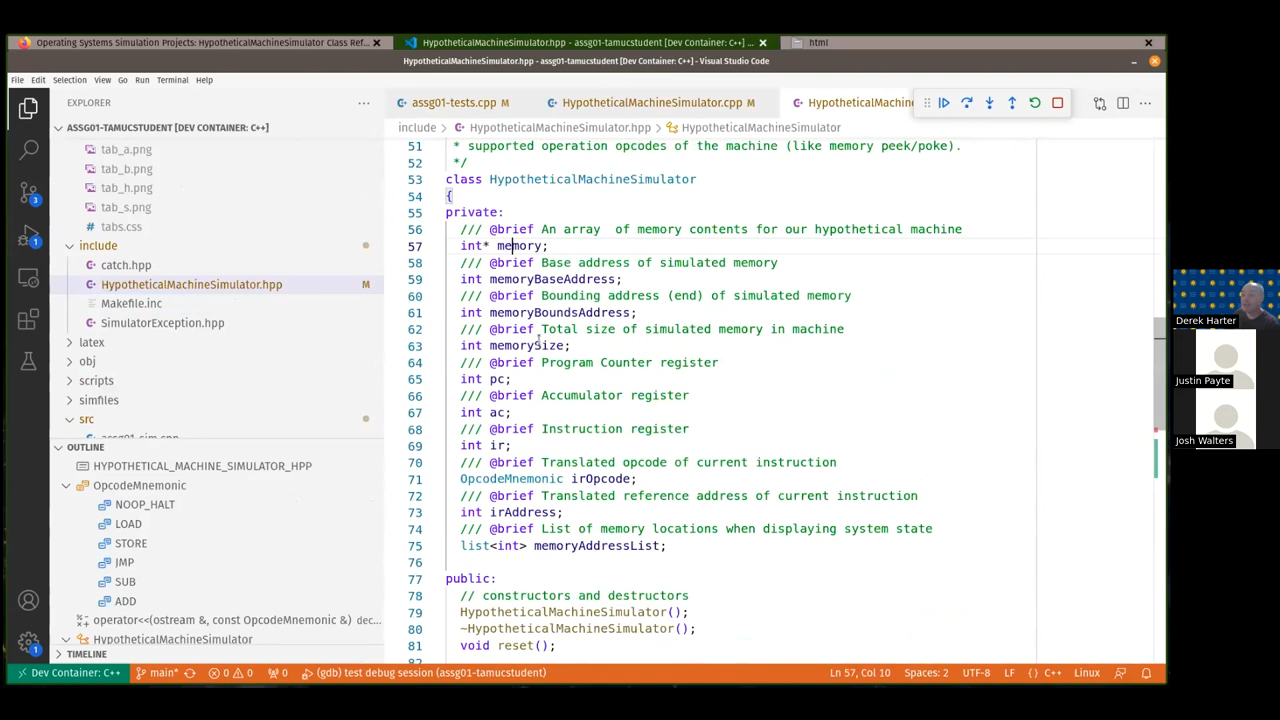 Operating Systems Simulation Projects: HypotheticalMachineSimulator Class Ref...
HypotheticalMachineSimulator.hpp - assg01-tamucstudent [Dev Container: C++] ...
html
HypotheticalMachineSimulator.hpp - assg01-tamucstudent [Dev Container: C++] - Visual Studio Code
File Edit Selection View Go Run Terminal Help
EXPLORER
assg01-tests.cpp M
HypotheticalMachineSimulator.cpp M
HypotheticalMachine
ASSG01-TAMUCSTUDENT [DEV CONTAINER: C++]
include > HypotheticalMachineSimulator.hpp > HypotheticalMachineSimulator
tab_a.png
tab_b.png
tab_h.png
tab_s.png
tabs.css
include
catch.hpp
HypotheticalMachineSimulator.hpp M
Makefile.inc
SimulatorException.hpp
latex
obj
scripts
simfiles
src
assg01-sim.cpp
OUTLINE
HYPOTHETICAL_MACHINE_SIMULATOR_HPP
OpcodeMnemonic
NOOP_HALT
LOAD
STORE
JMP
SUB
ADD
operator<<(ostream &, const OpcodeMnemonic &) dec...
HypotheticalMachineSimulator
TIMELINE
3
1
1
51 * supported operation opcodes of the machine (like memory peek/poke).
52 */
53 class HypotheticalMachineSimulator
54 {
55 private:
56 /// @brief An array  of memory contents for our hypothetical machine
57 int* memory;
58 /// @brief Base address of simulated memory
59 int memoryBaseAddress;
60 /// @brief Bounding address (end) of simulated memory
61 int memoryBoundsAddress;
62 /// @brief Total size of simulated memory in machine
63 int memorySize;
64 /// @brief Program Counter register
65 int pc;
66 /// @brief Accumulator register
67 int ac;
68 /// @brief Instruction register
69 int ir;
70 /// @brief Translated opcode of current instruction
71 OpcodeMnemonic irOpcode;
72 /// @brief Translated reference address of current instruction
73 int irAddress;
74 /// @brief List of memory locations when displaying system state
75 list<int> memoryAddressList;
76
77 public:
78 // constructors and destructors
79 HypotheticalMachineSimulator();
80 ~HypotheticalMachineSimulator();
81 void reset();
82
Dev Container: C++ main* 0 0 0 (gdb) test debug session (assg01-tamucstudent) Ln 57, Col 10 Spaces: 2 UTF-8 LF {} C++ Linux
Derek Harter
Justin Payte
Josh Walters